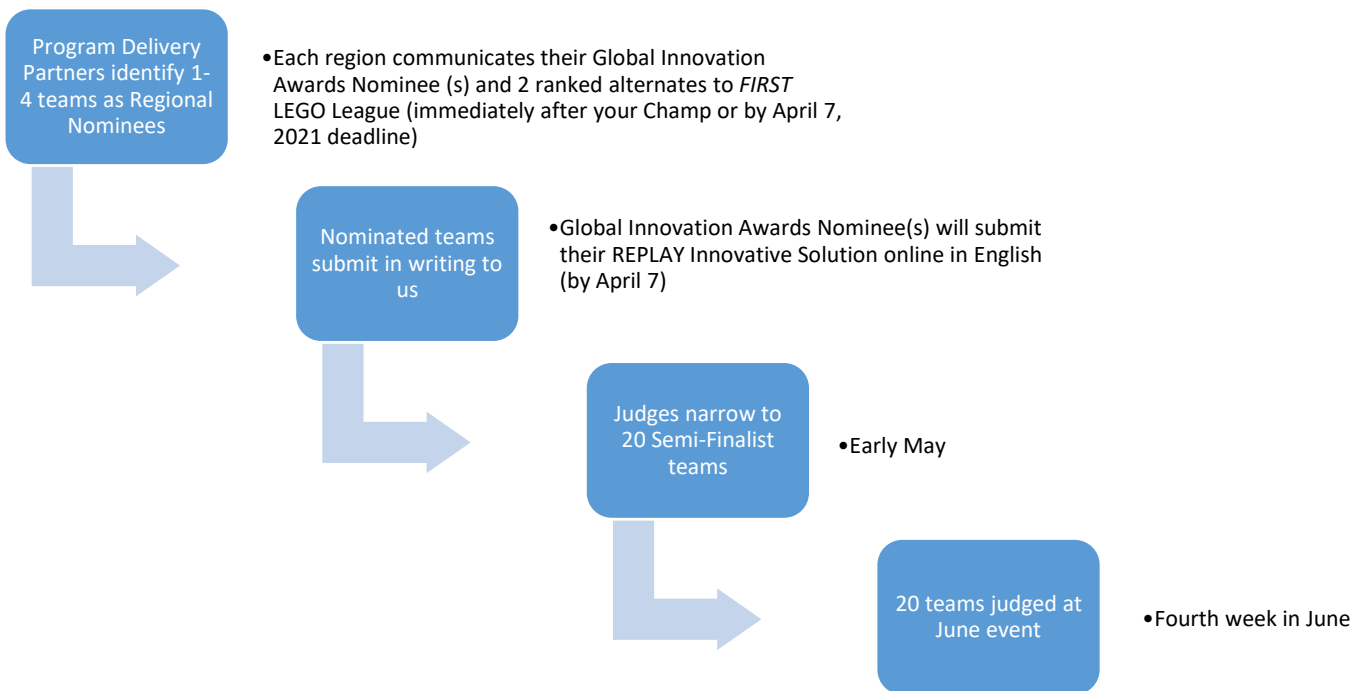 Program Delivery
Partners identify 1-
4 teams as Regional
Nominees
•Each region communicates their Global Innovation
Awards Nominee (s) and 2 ranked alternates to FIRST
LEGO League (immediately after your Champ or by April 7,
2021 deadline)
Nominated teams
submit in writing to
us
•Global Innovation Awards Nominee(s) will submit
their REPLAY Innovative Solution online in English
(by April 7)
Judges narrow to
20 Semi-Finalist
teams
•Early May
20 teams judged at
June event
•Fourth week in June